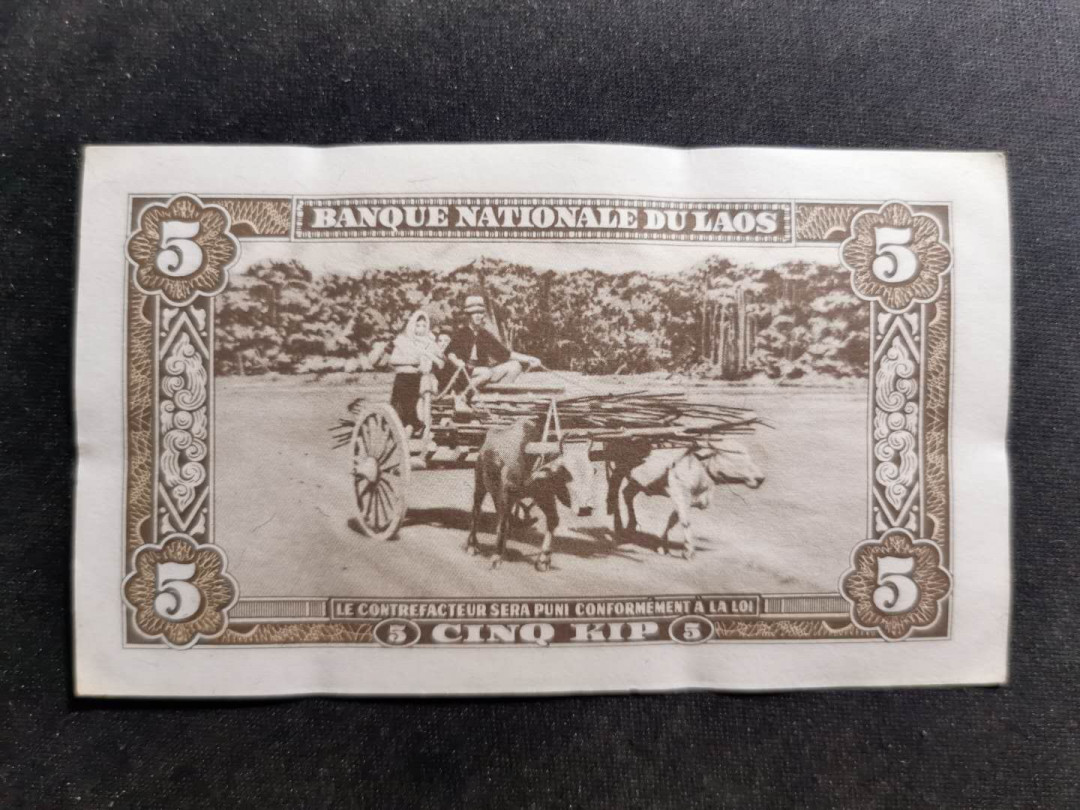 5 BANQUE NATIONALE DU LAOS 5
5 LE CONTREFACTEUR SERA PUNI CONFORMÉMENT À LA LOI 5
5 CINQ KIP 5